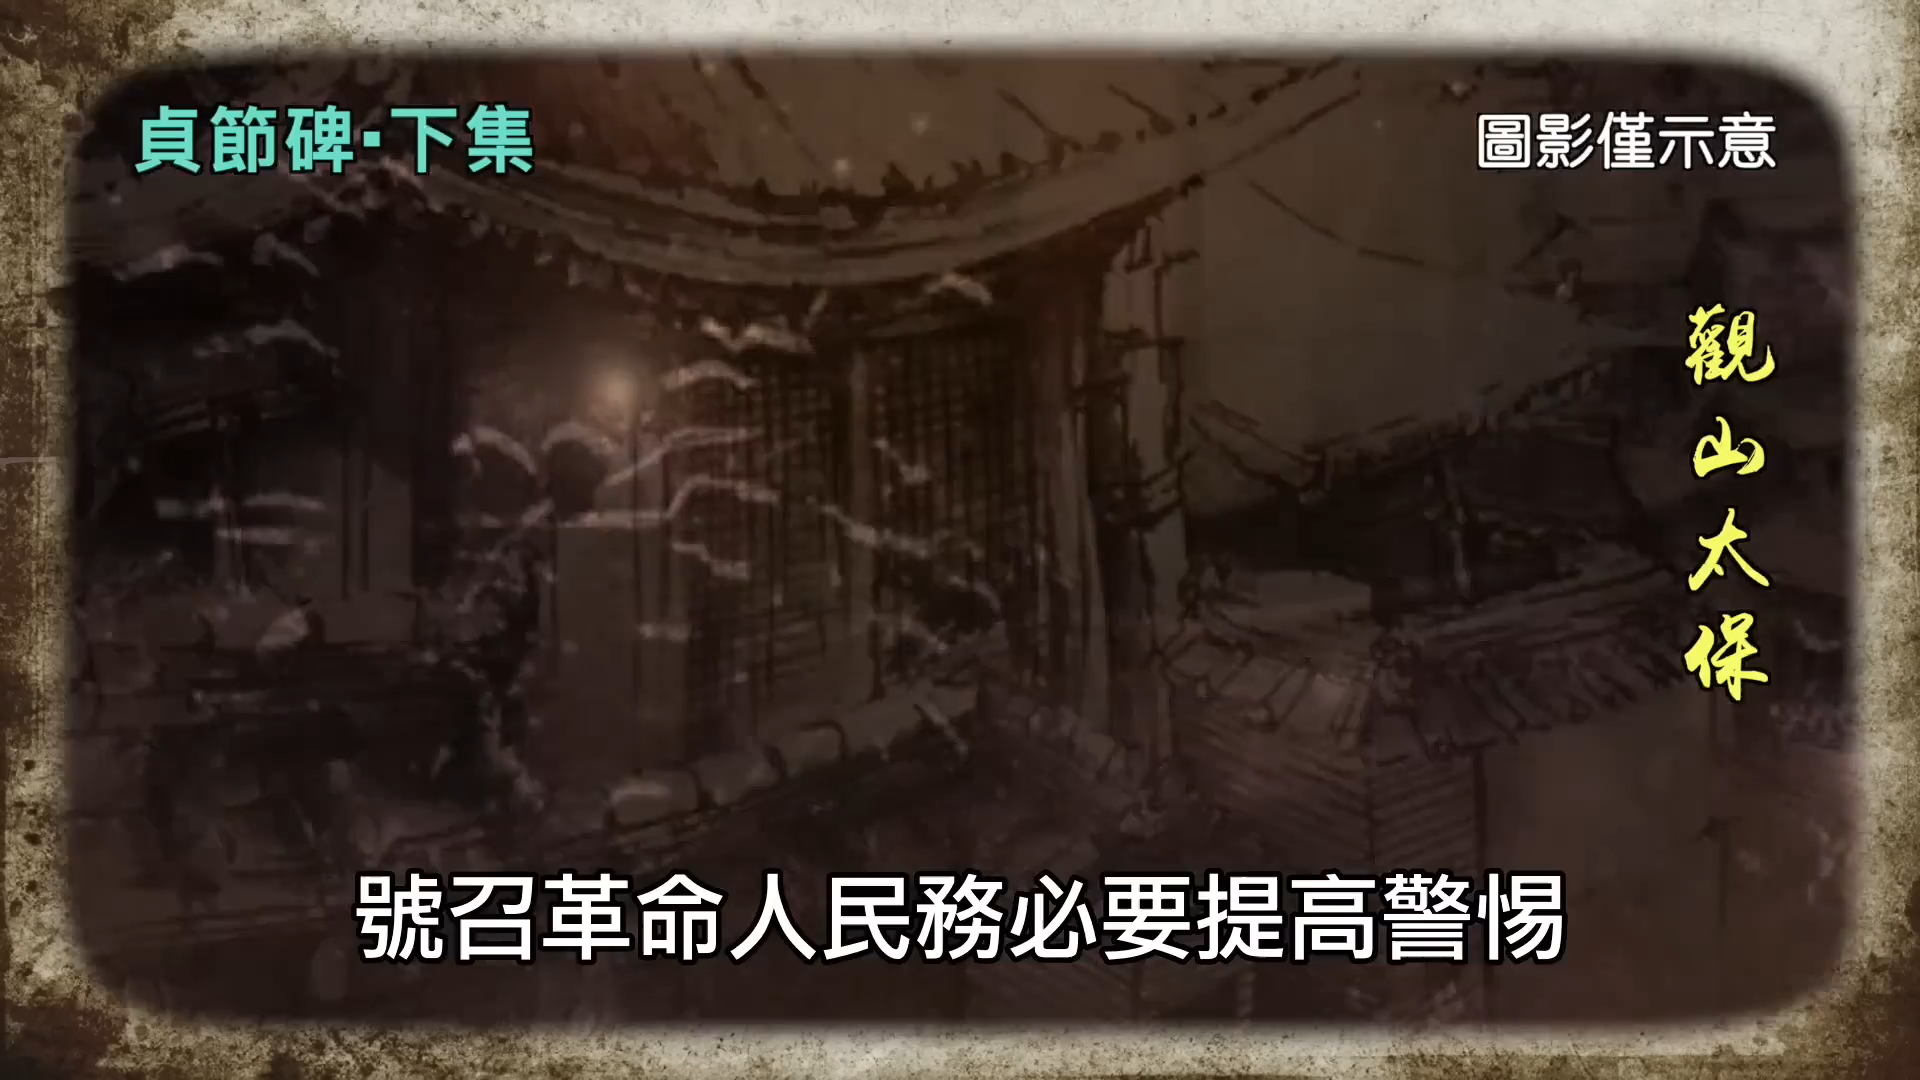 貞節碑·下集
圖影僅示意
觀山太保
號召革命人民務必要提高警惕